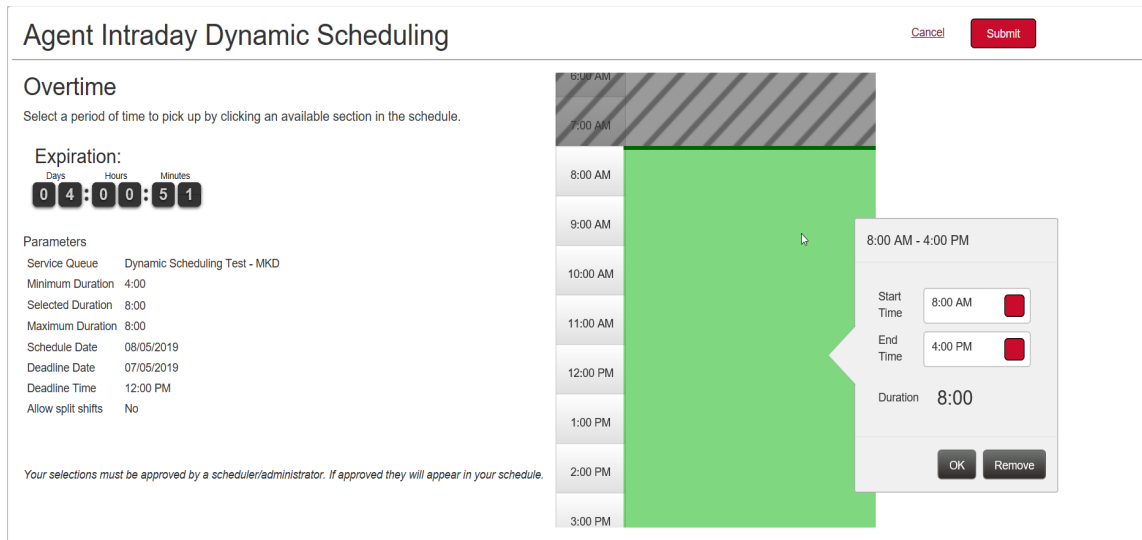 Agent Intraday Dynamic Scheduling
Cancel
Submit
Overtime
Select a period of time to pick up by clicking an available section in the schedule.
Expiration:
Days Hours Minutes
0 4 : 0 0 : 5 1
Parameters
Service Queue Dynamic Scheduling Test - MKD
Minimum Duration 4:00
Selected Duration 8:00
Maximum Duration 8:00
Schedule Date 08/05/2019
Deadline Date 07/05/2019
Deadline Time 12:00 PM
Allow split shifts No
Your selections must be approved by a scheduler/administrator. If approved they will appear in your schedule.
6:00 AM
7:00 AM
8:00 AM
9:00 AM
10:00 AM
11:00 AM
12:00 PM
1:00 PM
2:00 PM
3:00 PM
8:00 AM - 4:00 PM
Start
Time
8:00 AM
End
Time
4:00 PM
Duration 8:00
OK
Remove